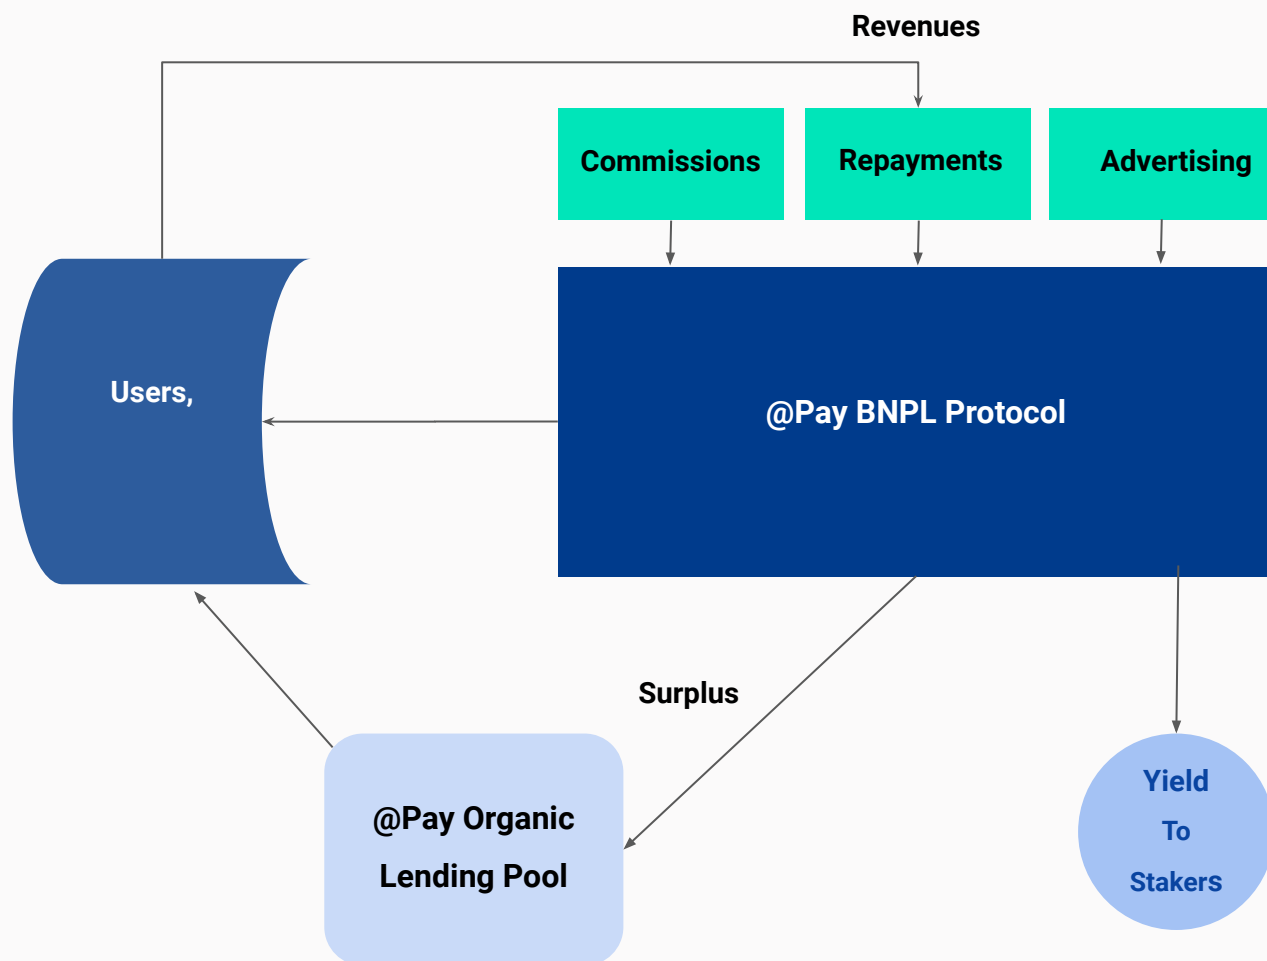 Revenues
Commissions
Repayments
Advertising
Users,
@Pay BNPL Protocol
Surplus
@Pay Organic
Lending Pool
Yield
To
Stakers